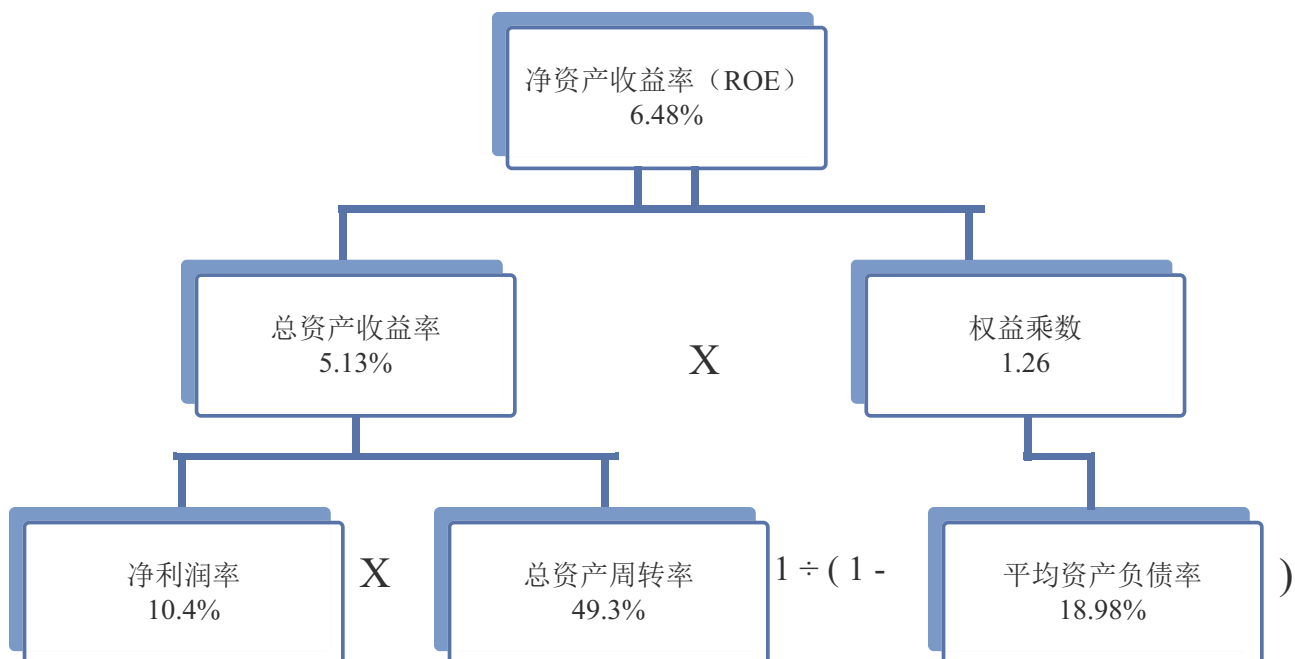 净资产收益率（ROE）
6.48%
总资产收益率
5.13%
X
权益乘数
1.26
净利润率
10.4%
X
总资产周转率
49.3%
1 ÷ ( 1 -
平均资产负债率
18.98%
)